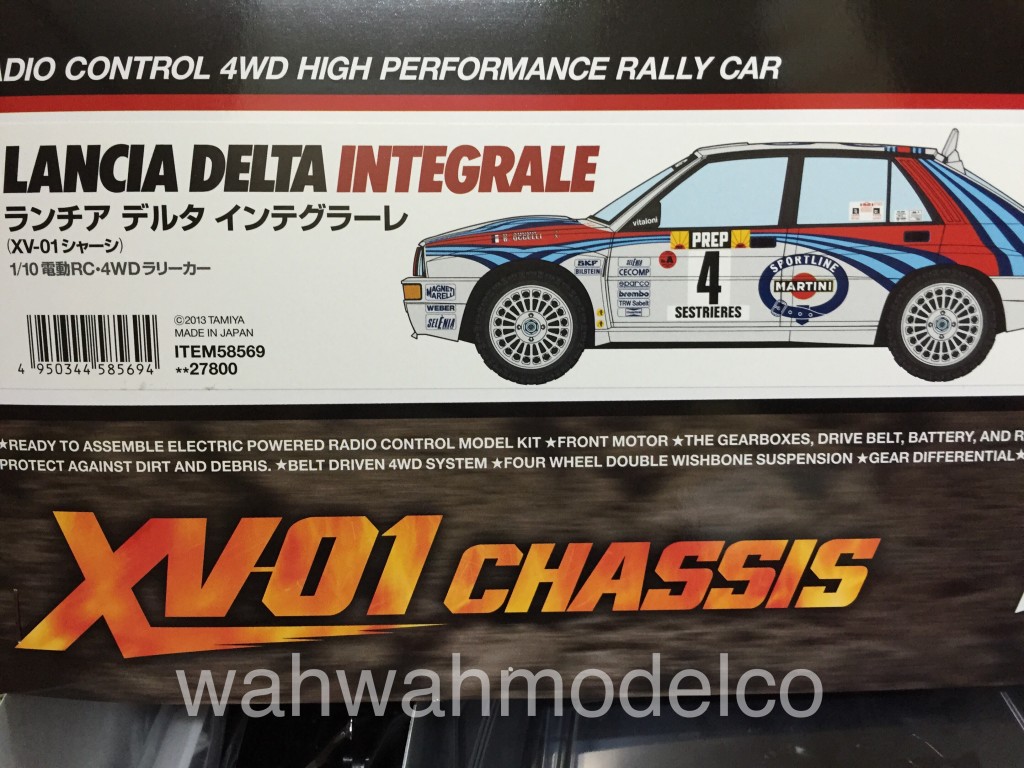 ADIO CONTROL 4WD HIGH PERFORMANCE RALLY CAR
LANCIA DELTA INTEGRALE
ランチア デルタ インテグラーレ
(XV-01シャーシ)
1/10 電動RC・4WDラリーカー
©2013 TAMIYA
MADE IN JAPAN
ITEM58569
**27800
4 950344 585694
vitaloni
PREP
4
SESTRIERES
SKF
BILSTEIN
SELENIA
CECOMP
sparco
brembo
TRW Sabelt
MAGNETI
MARELLI
WEBER
SELENIA
SPORTLINE
MARTINI
★READY TO ASSEMBLE ELECTRIC POWERED RADIO CONTROL MODEL KIT ★FRONT MOTOR ★THE GEARBOXES, DRIVE BELT, BATTERY, AND R
PROTECT AGAINST DIRT AND DEBRIS. ★BELT DRIVEN 4WD SYSTEM ★FOUR WHEEL DOUBLE WISHBONE SUSPENSION ★GEAR DIFFERENTIAL★
XV-01 CHASSIS
wahwahmodelco